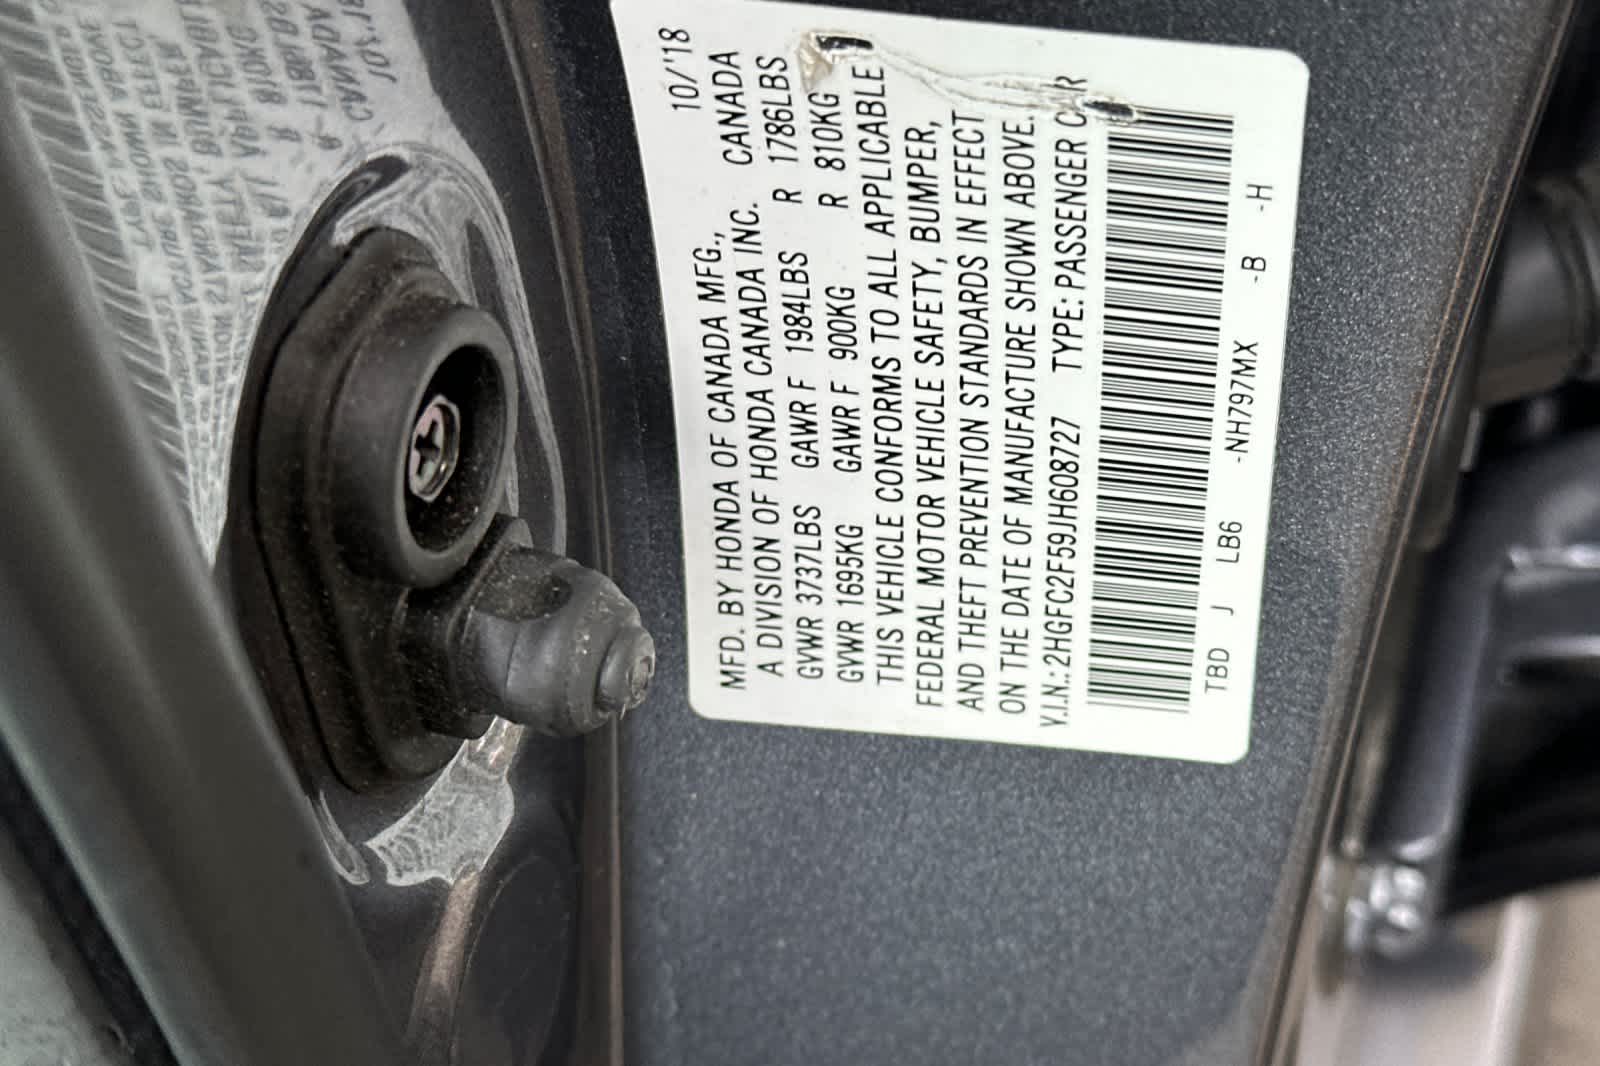 10/'18
MFD. BY HONDA OF CANADA MFG.,
A DIVISION OF HONDA CANADA INC. CANADA
GVWR 3737LBS GAWR F 1984LBS R 1786LBS
GVWR 1695KG GAWR F 900KG R 810KG
THIS VEHICLE CONFORMS TO ALL APPLICABLE
FEDERAL MOTOR VEHICLE SAFETY, BUMPER,
AND THEFT PREVENTION STANDARDS IN EFFECT
ON THE DATE OF MANUFACTURE SHOWN ABOVE.
V.I.N.: 2HGFC2F59JH608727 TYPE: PASSENGER CAR
TBD J LB6 -NH797MX -B -H